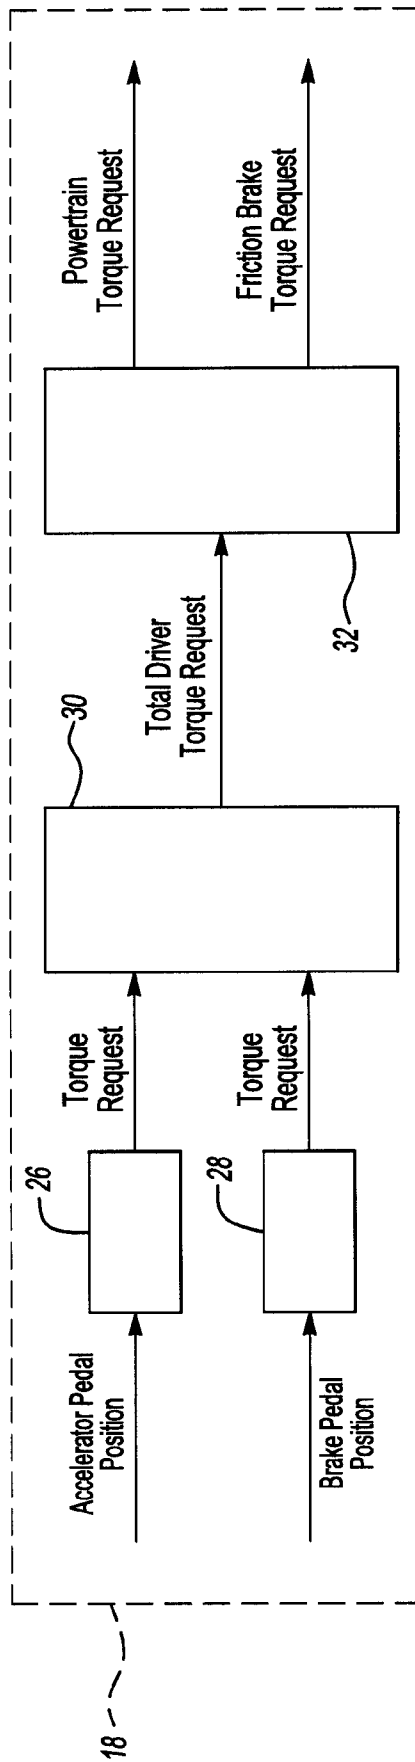 18
Accelerator Pedal
Position
26
Torque
Request
Brake Pedal
Position
28
Torque
Request
30
Total Driver
Torque Request
32
Powertrain
Torque Request
Friction Brake
Torque Request